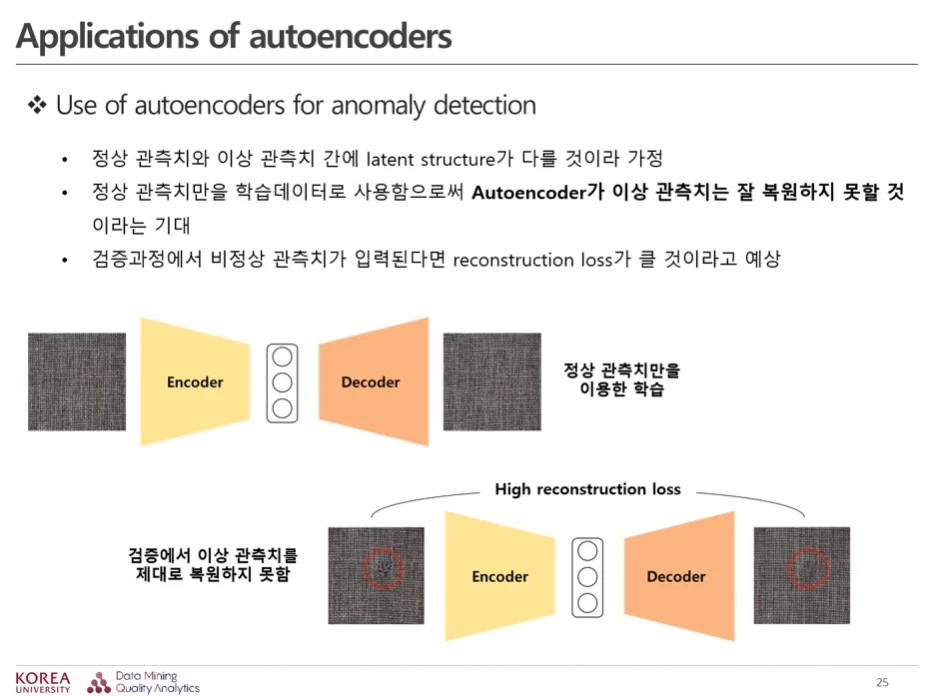 Applications of autoencoders
❖ Use of autoencoders for anomaly detection
• 정상 관측치와 이상 관측치 간에 latent structure가 다를 것이라 가정
• 정상 관측치만을 학습데이터로 사용함으로써 Autoencoder가 이상 관측치는 잘 복원하지 못할 것
이라는 기대
• 검증과정에서 비정상 관측치가 입력된다면 reconstruction loss가 클 것이라고 예상
Encoder
Decoder
정상 관측치만을
이용한 학습
High reconstruction loss
검증에서 이상 관측치를
제대로 복원하지 못함
Encoder
Decoder
KOREA
UNIVERSITY
Data Mining
Quality Analytics
25